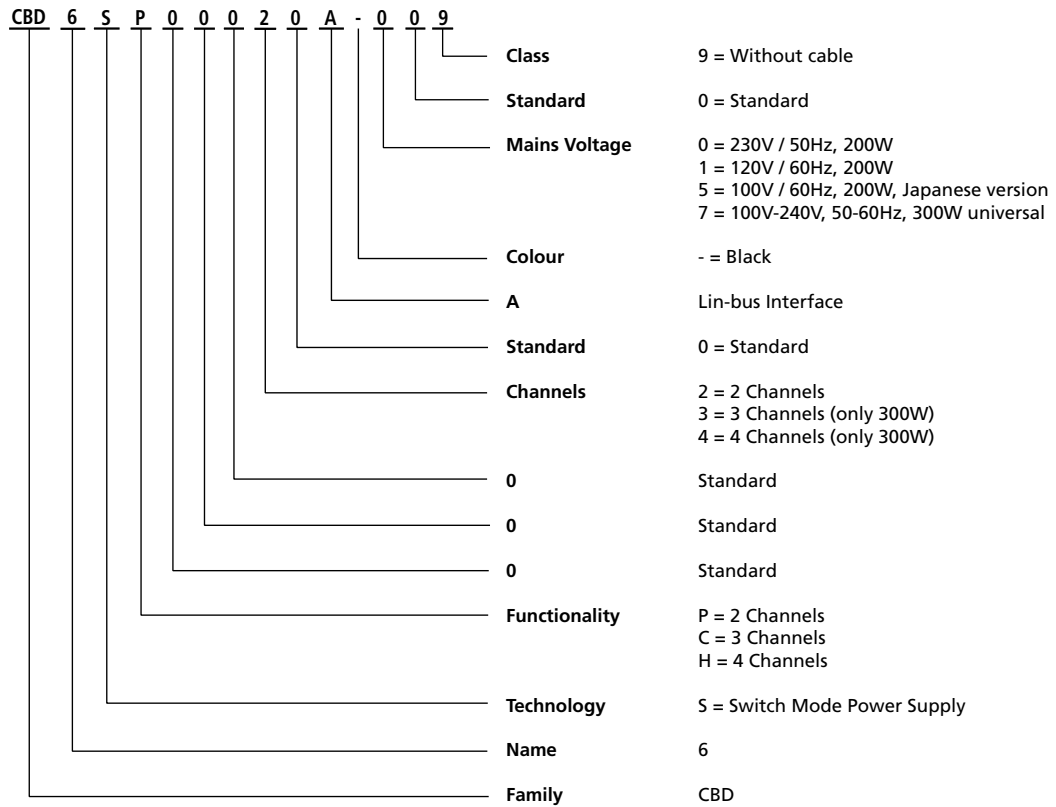 CBD 6 S P 0 0 0 2 0 A - 0 0 9
Class 9 = Without cable
Standard 0 = Standard
Mains Voltage 0 = 230V / 50Hz, 200W
1 = 120V / 60Hz, 200W
5 = 100V / 60Hz, 200W, Japanese version
7 = 100V-240V, 50-60Hz, 300W universal
Colour - = Black
A Lin-bus Interface
Standard 0 = Standard
Channels 2 = 2 Channels
3 = 3 Channels (only 300W)
4 = 4 Channels (only 300W)
0 Standard
0 Standard
0 Standard
Functionality P = 2 Channels
C = 3 Channels
H = 4 Channels
Technology S = Switch Mode Power Supply
Name 6
Family CBD